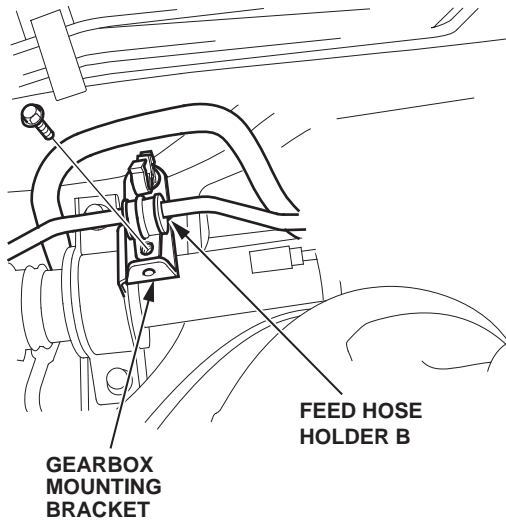 FEED HOSE
HOLDER B
GEARBOX
MOUNTING
BRACKET